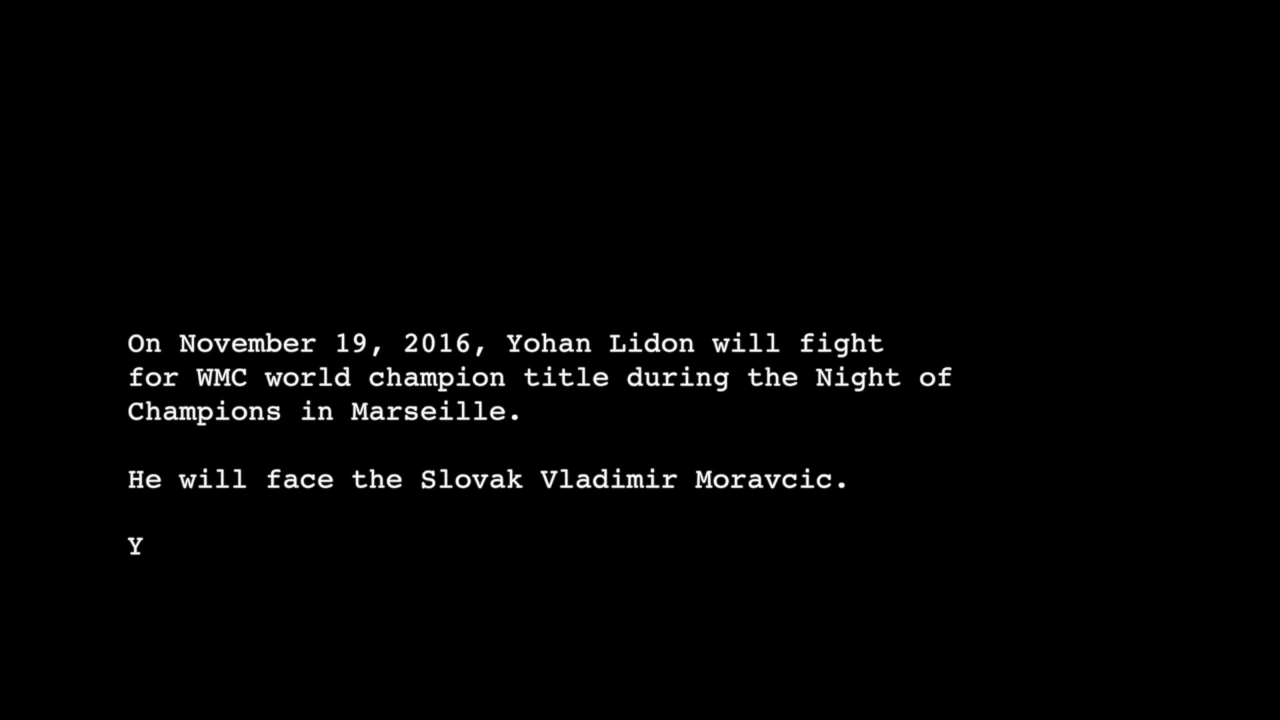 On November 19, 2016, Yohan Lidon will fight
for WMC world champion title during the Night of
Champions in Marseille.
He will face the Slovak Vladimir Moravcic.
Y